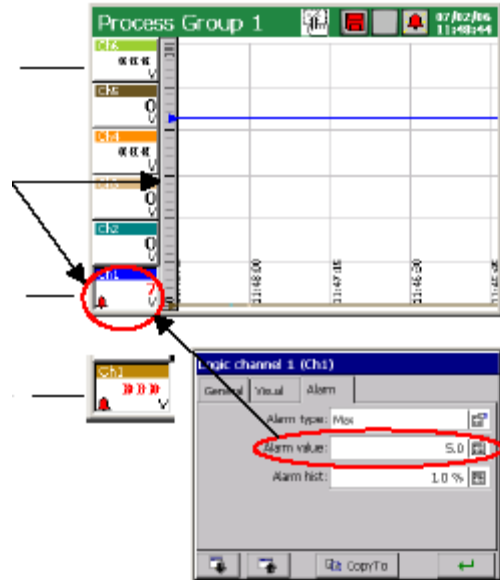 Process Group 1
07/02/06
11:48:44
Ch6
«««
V
Ch5
0
V
Ch4
«««
V
Ch3
0
V
Ch2
0
V
Ch1
7
V
11:48:00
11:47:15
11:46:30
Ch1
»»»
V
Logic channel 1 (Ch1)
General Visual Alarm
Alarm type: Max
Alarm value: 5.0
Alarm hist: 1.0 %
CopyTo